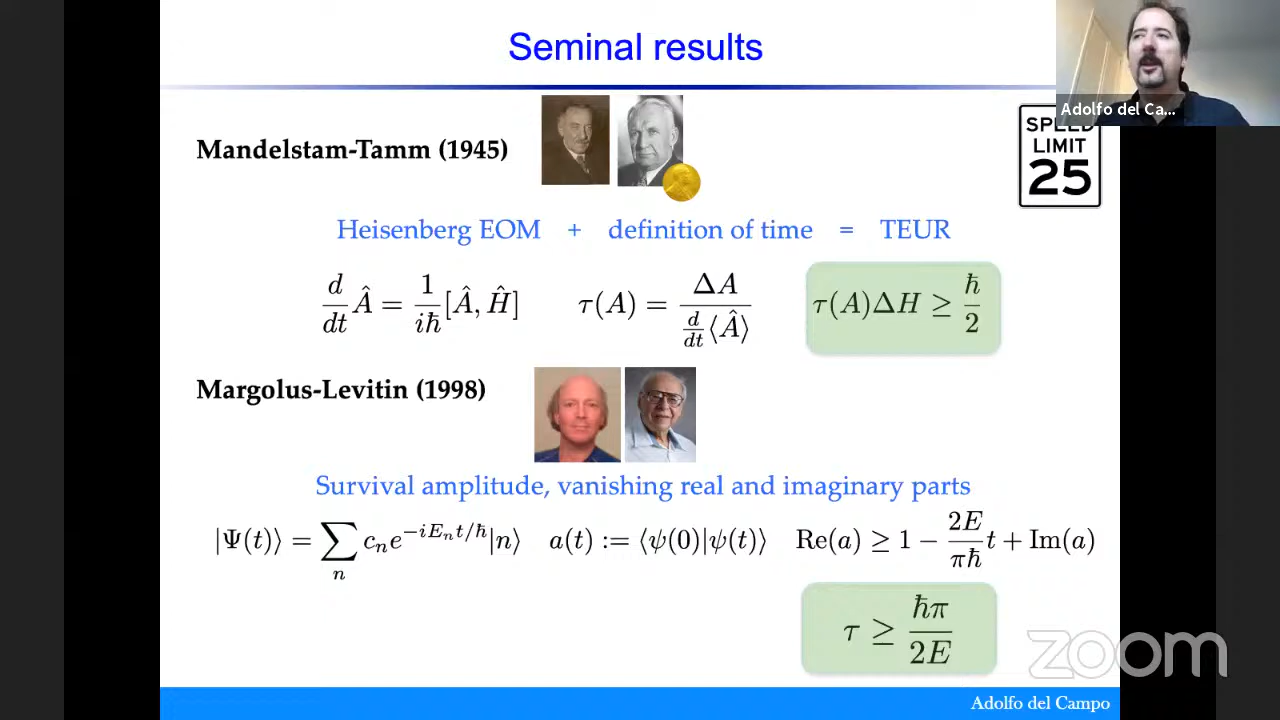 Seminal results
Adolfo del Ca...
SPEED
LIMIT
25
Mandelstam-Tamm (1945)
Heisenberg EOM + definition of time = TEUR
d/dt Â = 1/iħ [Â, Ĥ]   τ(A) = ΔA / d/dt⟨Â⟩   τ(A)ΔH ≥ ħ/2
Margolus-Levitin (1998)
Survival amplitude, vanishing real and imaginary parts
|Ψ(t)⟩ = ∑_n c_n e^{-iE_n t/ħ}|n⟩   a(t) := ⟨ψ(0)|ψ(t)⟩   Re(a) ≥ 1 − 2E/πħ t + Im(a)
τ ≥ ħπ/2E
zoom
Adolfo del Campo